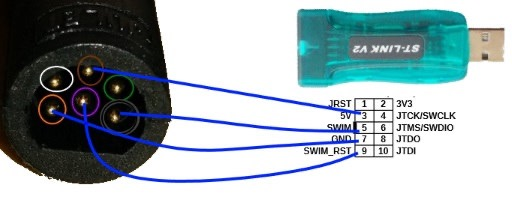 ST-LINK V2
JRST 1 2 3V3
5V 3 4 JTCK/SWCLK
SWIM 5 6 JTMS/SWDIO
GND 7 8 JTDO
SWIM_RST 9 10 JTDI